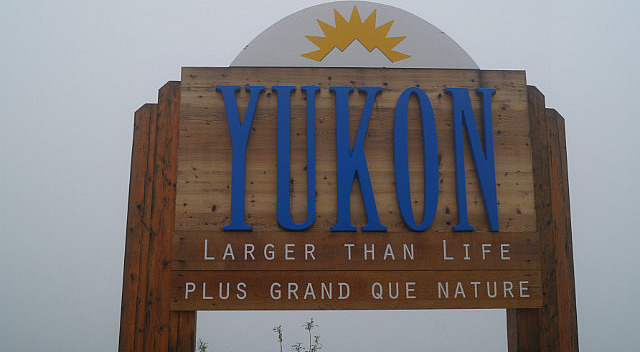 YUKON
LARGER THAN LIFE
PLUS GRAND QUE NATURE